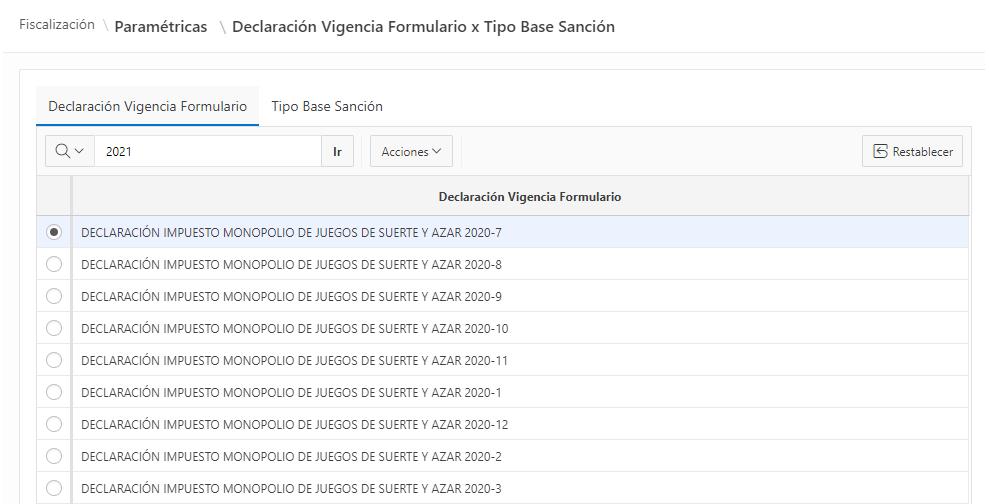 Fiscalización \ Paramétricas \ Declaración Vigencia Formulario x Tipo Base Sanción
Declaración Vigencia Formulario Tipo Base Sanción
2021 Ir Acciones Restablecer
Declaración Vigencia Formulario
DECLARACIÓN IMPUESTO MONOPOLIO DE JUEGOS DE SUERTE Y AZAR 2020-7
DECLARACIÓN IMPUESTO MONOPOLIO DE JUEGOS DE SUERTE Y AZAR 2020-8
DECLARACIÓN IMPUESTO MONOPOLIO DE JUEGOS DE SUERTE Y AZAR 2020-9
DECLARACIÓN IMPUESTO MONOPOLIO DE JUEGOS DE SUERTE Y AZAR 2020-10
DECLARACIÓN IMPUESTO MONOPOLIO DE JUEGOS DE SUERTE Y AZAR 2020-11
DECLARACIÓN IMPUESTO MONOPOLIO DE JUEGOS DE SUERTE Y AZAR 2020-1
DECLARACIÓN IMPUESTO MONOPOLIO DE JUEGOS DE SUERTE Y AZAR 2020-12
DECLARACIÓN IMPUESTO MONOPOLIO DE JUEGOS DE SUERTE Y AZAR 2020-2
DECLARACIÓN IMPUESTO MONOPOLIO DE JUEGOS DE SUERTE Y AZAR 2020-3